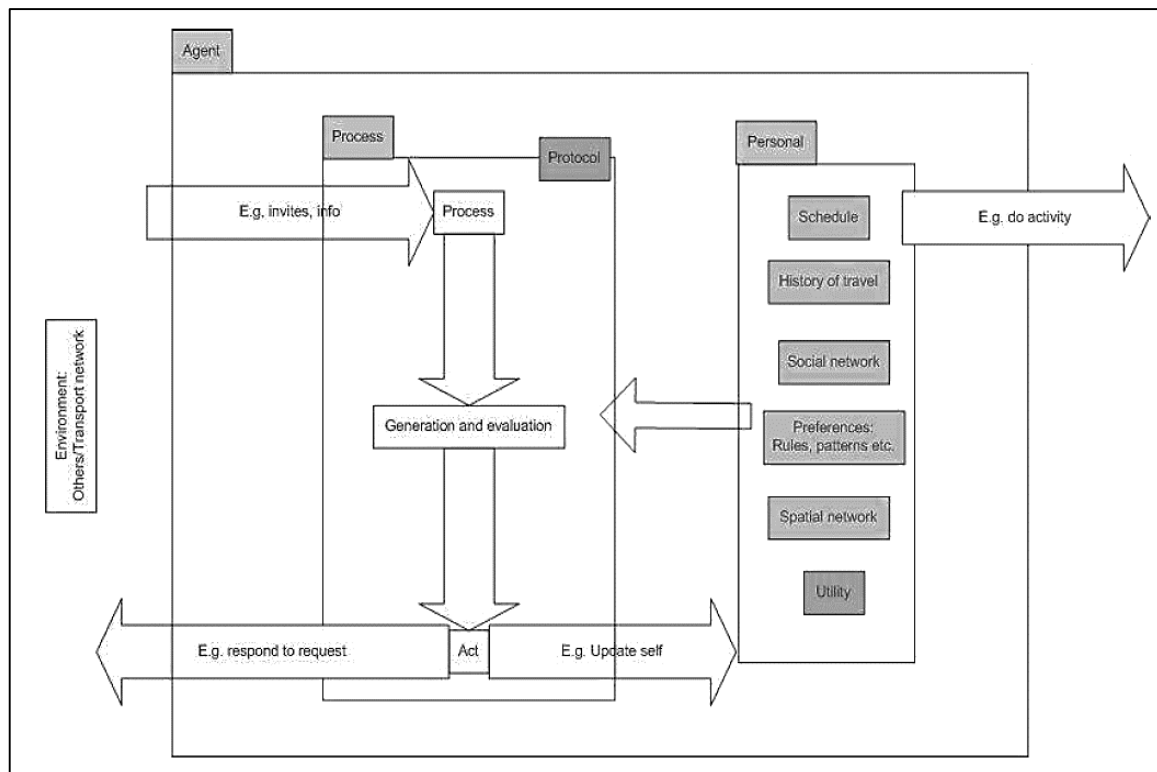 Agent
Process
Protocol
Personal
E.g, invites, info
Process
Schedule
E.g. do activity
History of travel
Social network
Environment:
Others/Transport network
Generation and evaluation
Preferences:
Rules, patterns etc.
Spatial network
Utility
E.g. respond to request
Act
E.g. Update self